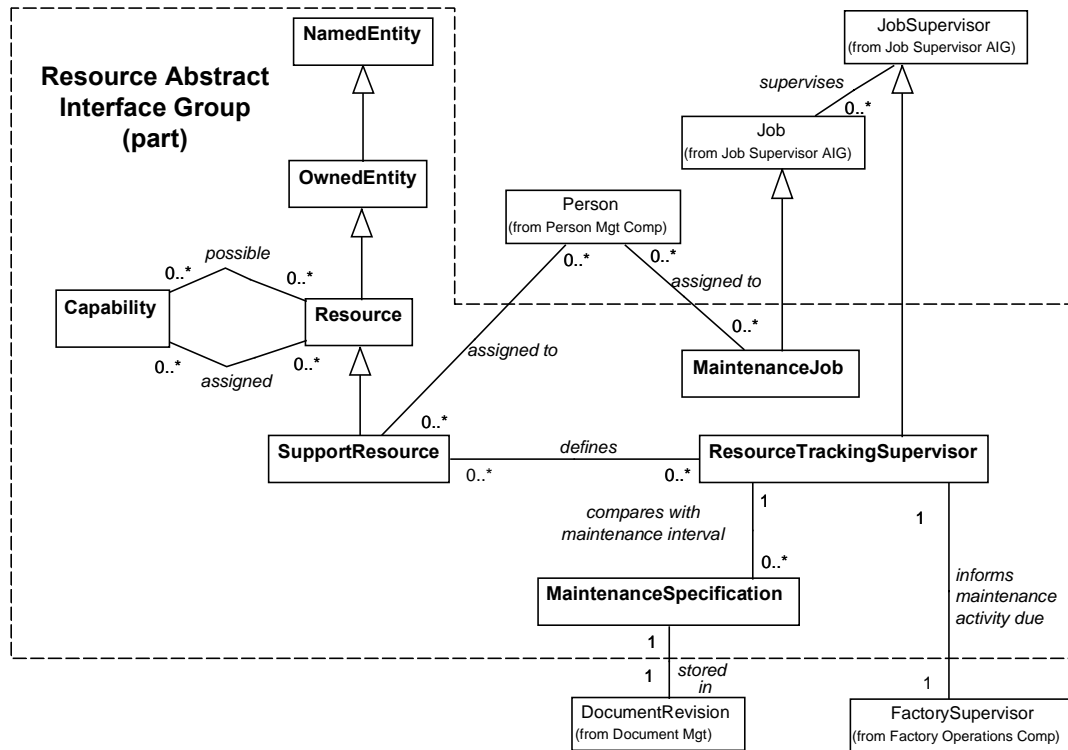 JobSupervisor
(from Job Supervisor AIG)
NamedEntity
Resource Abstract
Interface Group
(part)
supervises
0..*
Job
(from Job Supervisor AIG)
OwnedEntity
Person
(from Person Mgt Comp)
possible
0..*
0..*
0..*
0..*
assigned to
Capability
Resource
0..*
0..*
0..*
assigned
assigned to
MaintenanceJob
0..*
SupportResource
defines
ResourceTrackingSupervisor
0..*
0..*
compares with
maintenance interval
1
1
0..*
MaintenanceSpecification
informs
maintenance
activity due
1
1
stored
in
1
DocumentRevision
(from Document Mgt)
FactorySupervisor
(from Factory Operations Comp)